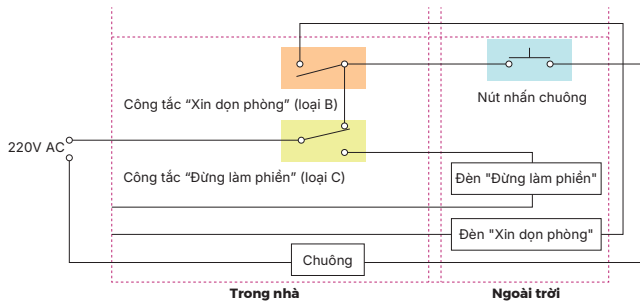 Công tắc “Xin dọn phòng” (loại B)
Nút nhấn chuông
220V AC
Công tắc “Đừng làm phiền” (loại C)
Đèn "Đừng làm phiền"
Đèn "Xin dọn phòng"
Chuông
Trong nhà
Ngoài trời